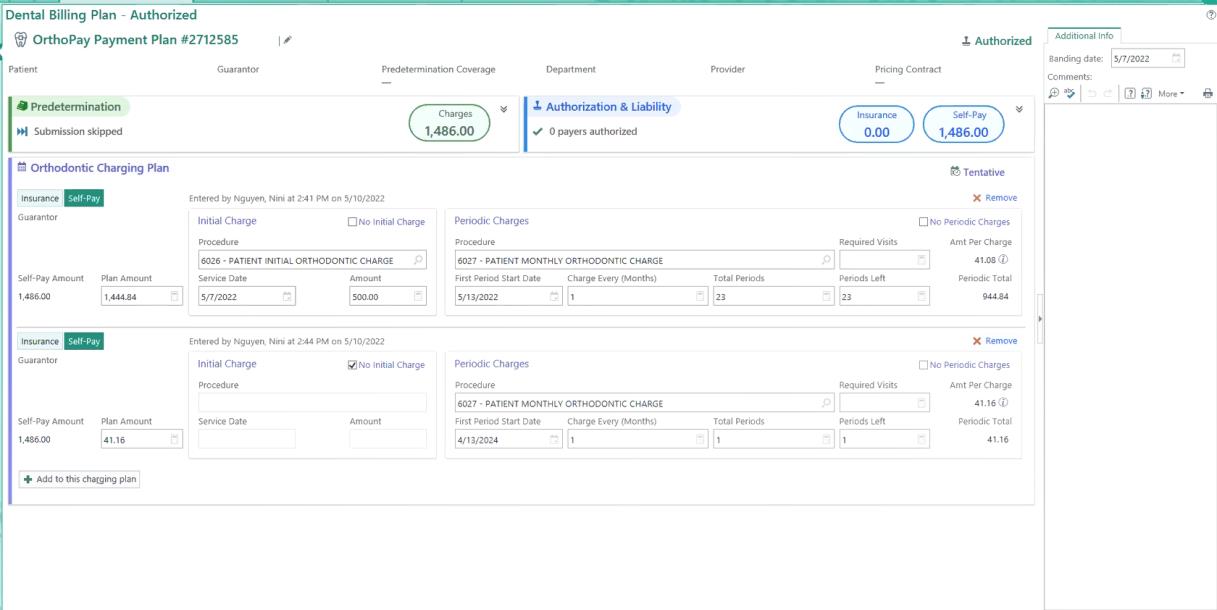 Dental Billing Plan - Authorized
OrthoPay Payment Plan #2712585
Authorized
Patient Guarantor Predetermination Coverage Department Provider Pricing Contract
— —
Predetermination
Submission skipped
Charges
1,486.00
Authorization & Liability
0 payers authorized
Insurance
0.00
Self-Pay
1,486.00
Orthodontic Charging Plan
Tentative
Insurance Self-Pay Entered by Nguyen, Nini at 2:41 PM on 5/10/2022 Remove
Guarantor
Initial Charge No Initial Charge
Procedure
6026 - PATIENT INITIAL ORTHODONTIC CHARGE
Self-Pay Amount Plan Amount Service Date Amount
1,486.00 1,444.84 5/7/2022 500.00
Periodic Charges No Periodic Charges
Procedure Required Visits Amt Per Charge
6027 - PATIENT MONTHLY ORTHODONTIC CHARGE 41.08
First Period Start Date Charge Every (Months) Total Periods Periods Left Periodic Total
5/13/2022 1 23 23 944.84
Insurance Self-Pay Entered by Nguyen, Nini at 2:44 PM on 5/10/2022 Remove
Guarantor
Initial Charge No Initial Charge
Procedure
Self-Pay Amount Plan Amount Service Date Amount
1,486.00 41.16
Periodic Charges No Periodic Charges
Procedure Required Visits Amt Per Charge
6027 - PATIENT MONTHLY ORTHODONTIC CHARGE 41.16
First Period Start Date Charge Every (Months) Total Periods Periods Left Periodic Total
4/13/2024 1 1 1 41.16
Add to this charging plan
Additional Info
Banding date: 5/7/2022
Comments:
abc More